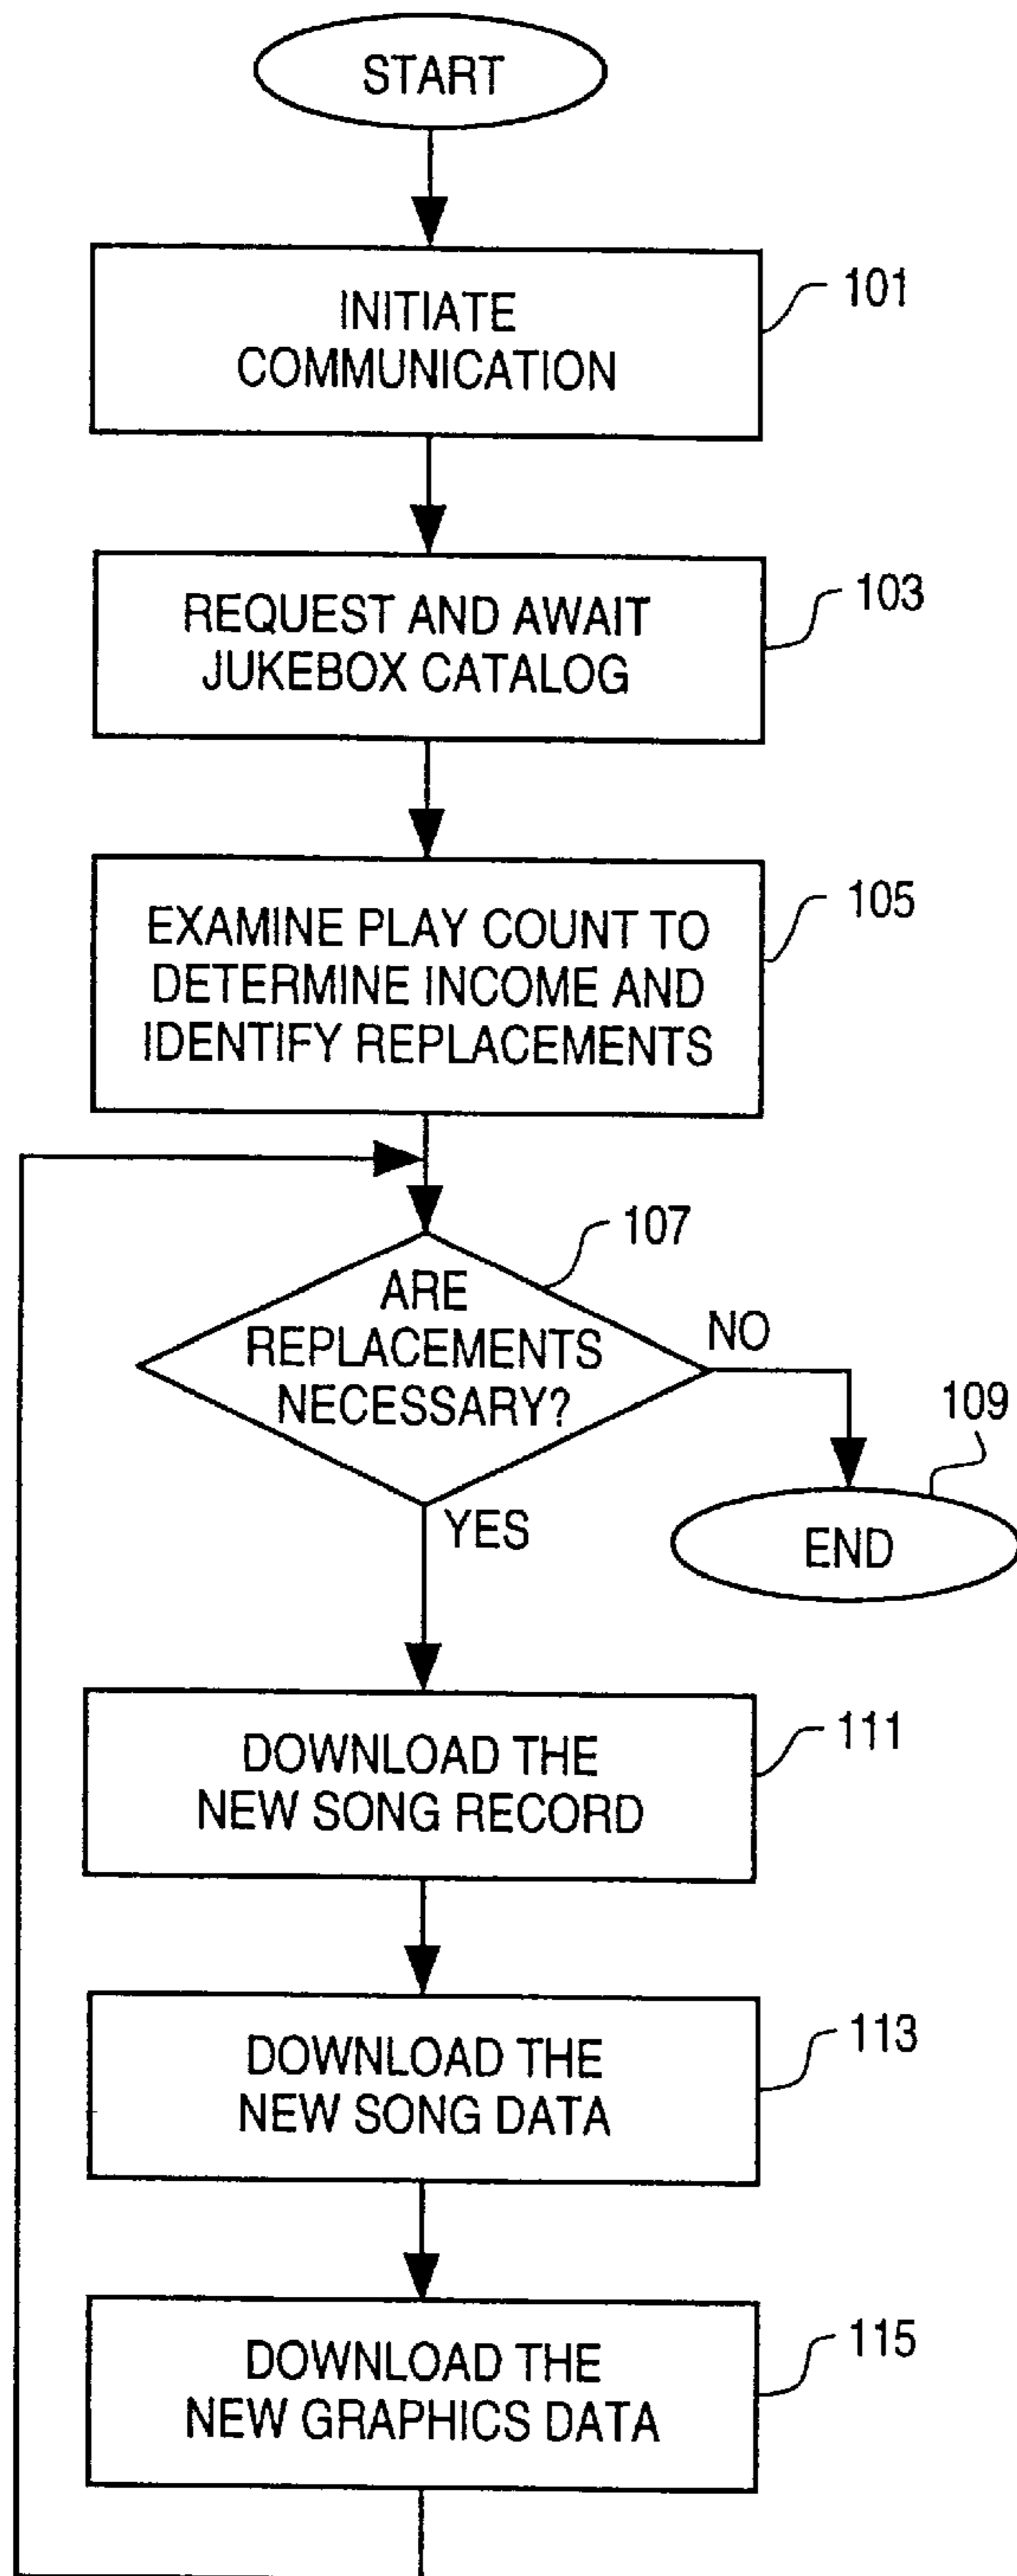 START
INITIATE
COMMUNICATION
101
REQUEST AND AWAIT
JUKEBOX CATALOG
103
EXAMINE PLAY COUNT TO
DETERMINE INCOME AND
IDENTIFY REPLACEMENTS
105
ARE
REPLACEMENTS
NECESSARY?
107
NO
109
END
YES
DOWNLOAD THE
NEW SONG RECORD
111
DOWNLOAD THE
NEW SONG DATA
113
DOWNLOAD THE
NEW GRAPHICS DATA
115